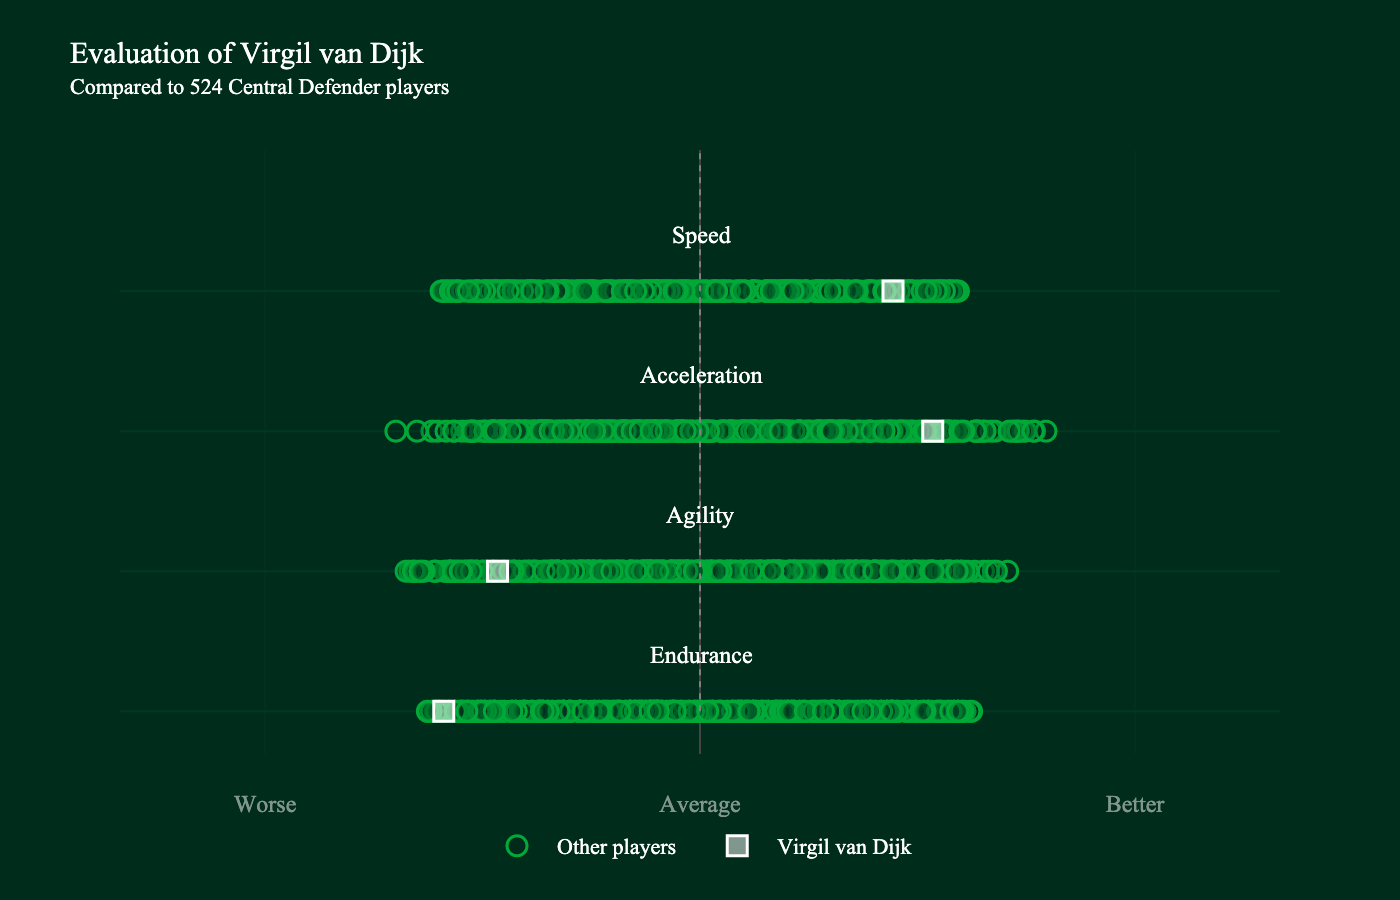 Evaluation of Virgil van Dijk
Compared to 524 Central Defender players
Speed
Acceleration
Agility
Endurance
Worse Average Better
Other players Virgil van Dijk